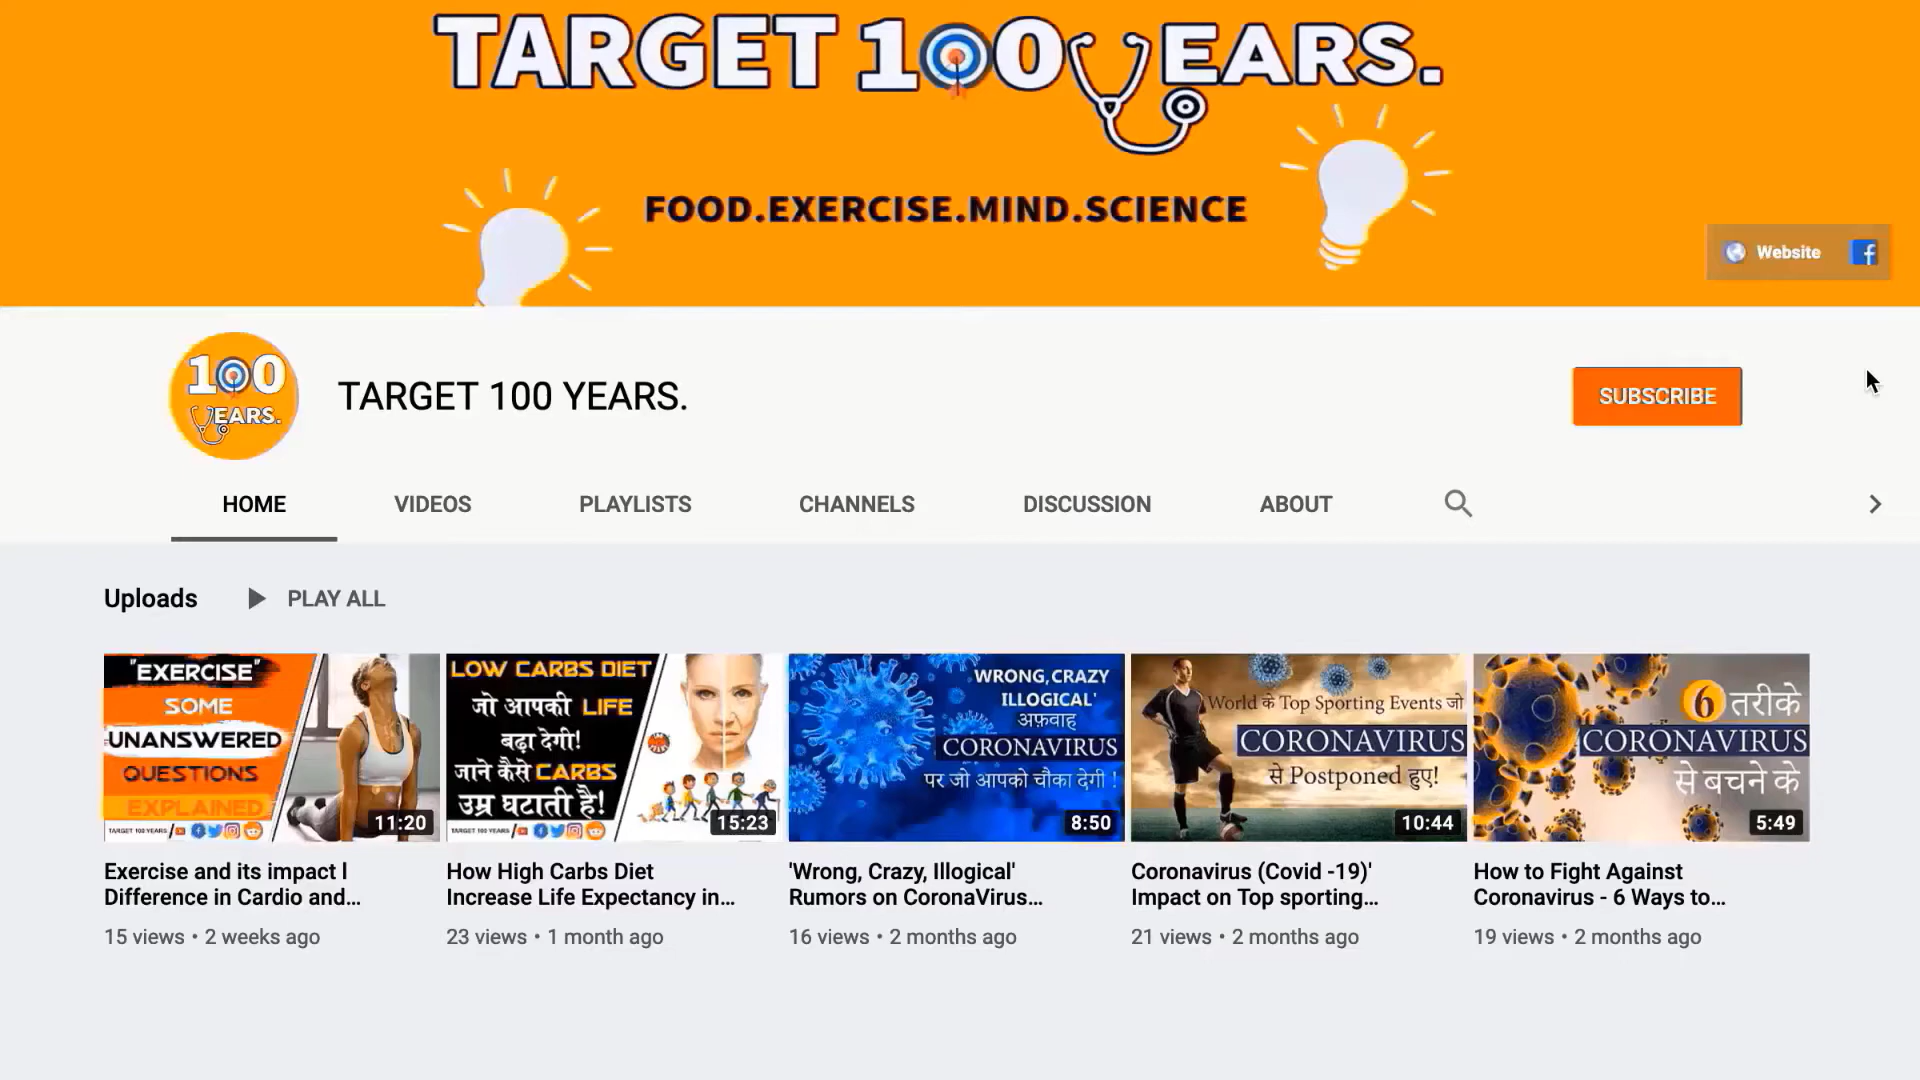 TARGET 100 YEARS.
FOOD.EXERCISE.MIND.SCIENCE
Website
100
YEARS.
TARGET 100 YEARS.
SUBSCRIBE
HOME
VIDEOS
PLAYLISTS
CHANNELS
DISCUSSION
ABOUT
Uploads
PLAY ALL
"EXERCISE"
SOME
UNANSWERED
QUESTIONS
EXPLAINED
TARGET 100 YEARS
11:20
LOW CARBS DIET
जो आपकी LIFE
बढ़ा देगी!
जाने कैसे CARBS
उम्र घटाती है!
TARGET 100 YEARS
15:23
WRONG, CRAZY
ILLOGICAL'
अफ़वाह
CORONAVIRUS
पर जो आपको चौका देगी !
8:50
World के Top Sporting Events जो
CORONAVIRUS
से Postponed हुए!
10:44
6 तरीके
CORONAVIRUS
से बचने के
5:49
Exercise and its impact l
Difference in Cardio and...
15 views • 2 weeks ago
How High Carbs Diet
Increase Life Expectancy in...
23 views • 1 month ago
'Wrong, Crazy, Illogical'
Rumors on CoronaVirus...
16 views • 2 months ago
Coronavirus (Covid -19)'
Impact on Top sporting...
21 views • 2 months ago
How to Fight Against
Coronavirus - 6 Ways to...
19 views • 2 months ago